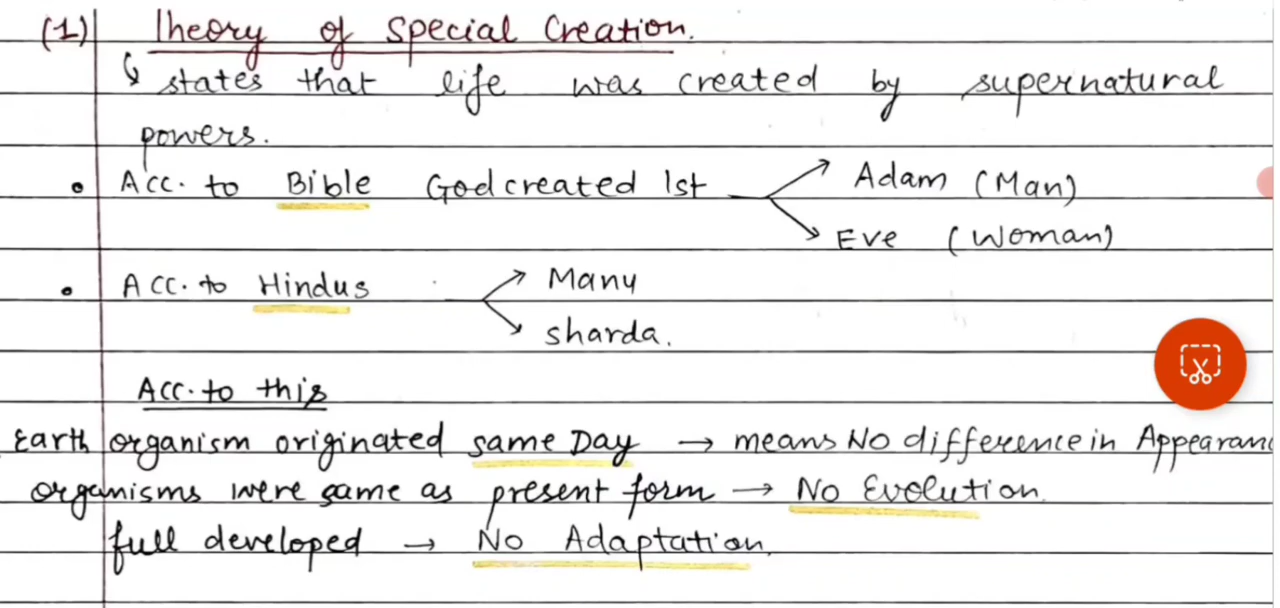 (1) Theory of Special Creation.
↳ states that life was created by supernatural
powers.
• Acc. to Bible God created 1st → Adam (Man)
→ Eve (Woman)
• Acc. to Hindus → Manu
→ sharda.
Acc. to this
Earth organism originated same Day → means No difference in Appearanc
organisms were same as present form → No Evolution.
full developed → No Adaptation.